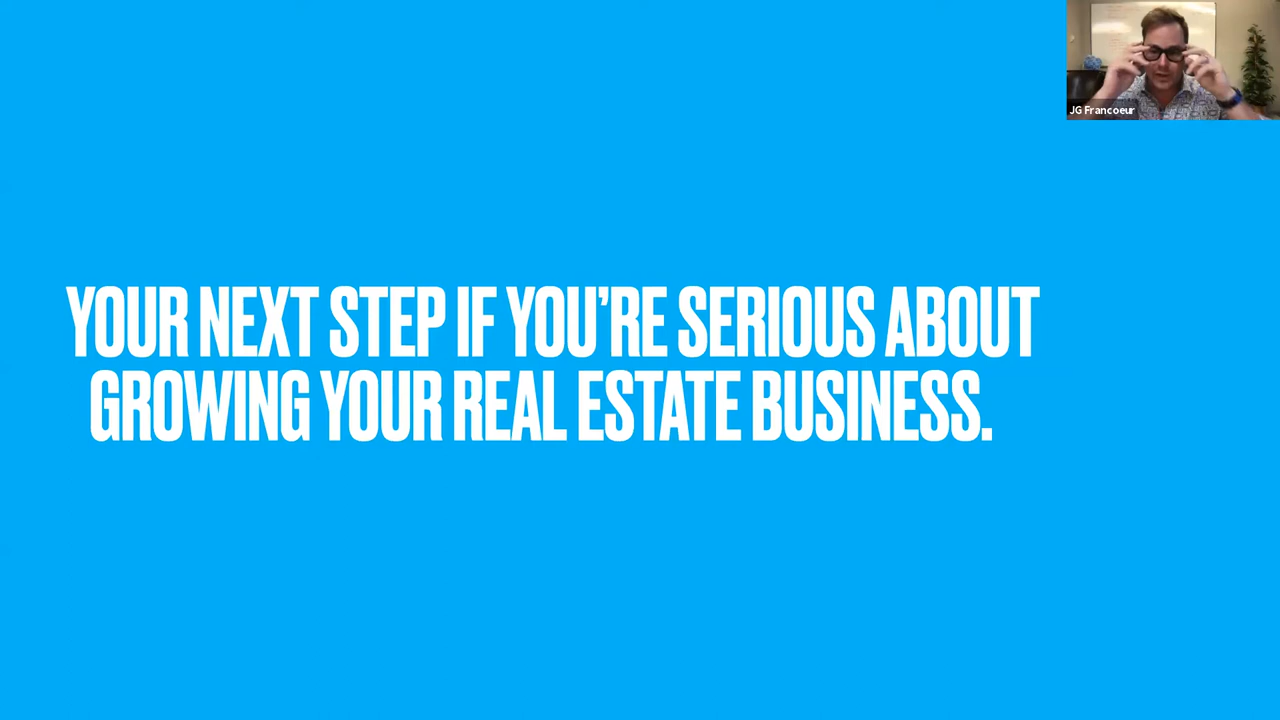 JG Francoeur
YOUR NEXT STEP IF YOU’RE SERIOUS ABOUT
GROWING YOUR REAL ESTATE BUSINESS.